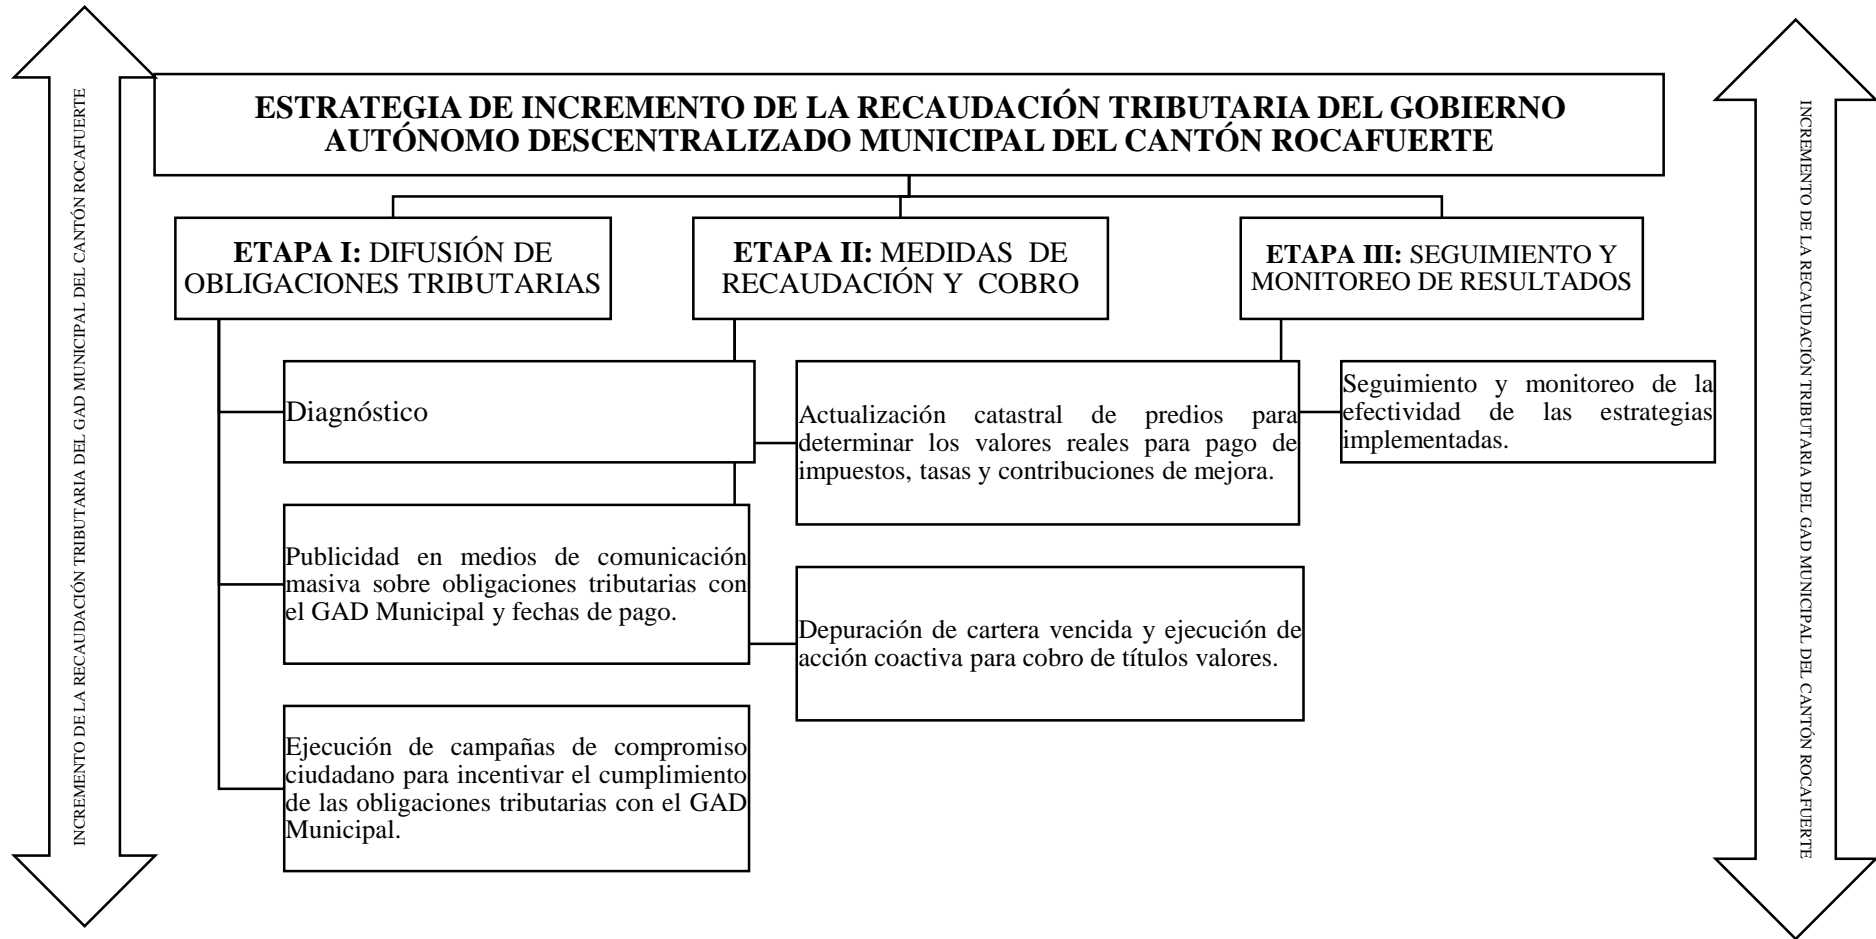 INCREMENTO DE LA RECAUDACIÓN TRIBUTARIA DEL GAD MUNICIPAL DEL CANTÓN ROCAFUERTE
ESTRATEGIA DE INCREMENTO DE LA RECAUDACIÓN TRIBUTARIA DEL GOBIERNO
AUTÓNOMO DESCENTRALIZADO MUNICIPAL DEL CANTÓN ROCAFUERTE
ETAPA I: DIFUSIÓN DE
OBLIGACIONES TRIBUTARIAS
Diagnóstico
Publicidad en medios de comunicación
masiva sobre obligaciones tributarias con
el GAD Municipal y fechas de pago.
Ejecución de campañas de compromiso
ciudadano para incentivar el cumplimiento
de las obligaciones tributarias con el GAD
Municipal.
ETAPA II: MEDIDAS DE
RECAUDACIÓN Y COBRO
Actualización catastral de predios para
determinar los valores reales para pago de
impuestos, tasas y contribuciones de mejora.
Depuración de cartera vencida y ejecución de
acción coactiva para cobro de títulos valores.
ETAPA III: SEGUIMIENTO Y
MONITOREO DE RESULTADOS
Seguimiento y monitoreo de la
efectividad de las estrategias
implementadas.
INCREMENTO DE LA RECAUDACIÓN TRIBUTARIA DEL GAD MUNICIPAL DEL CANTÓN ROCAFUERTE